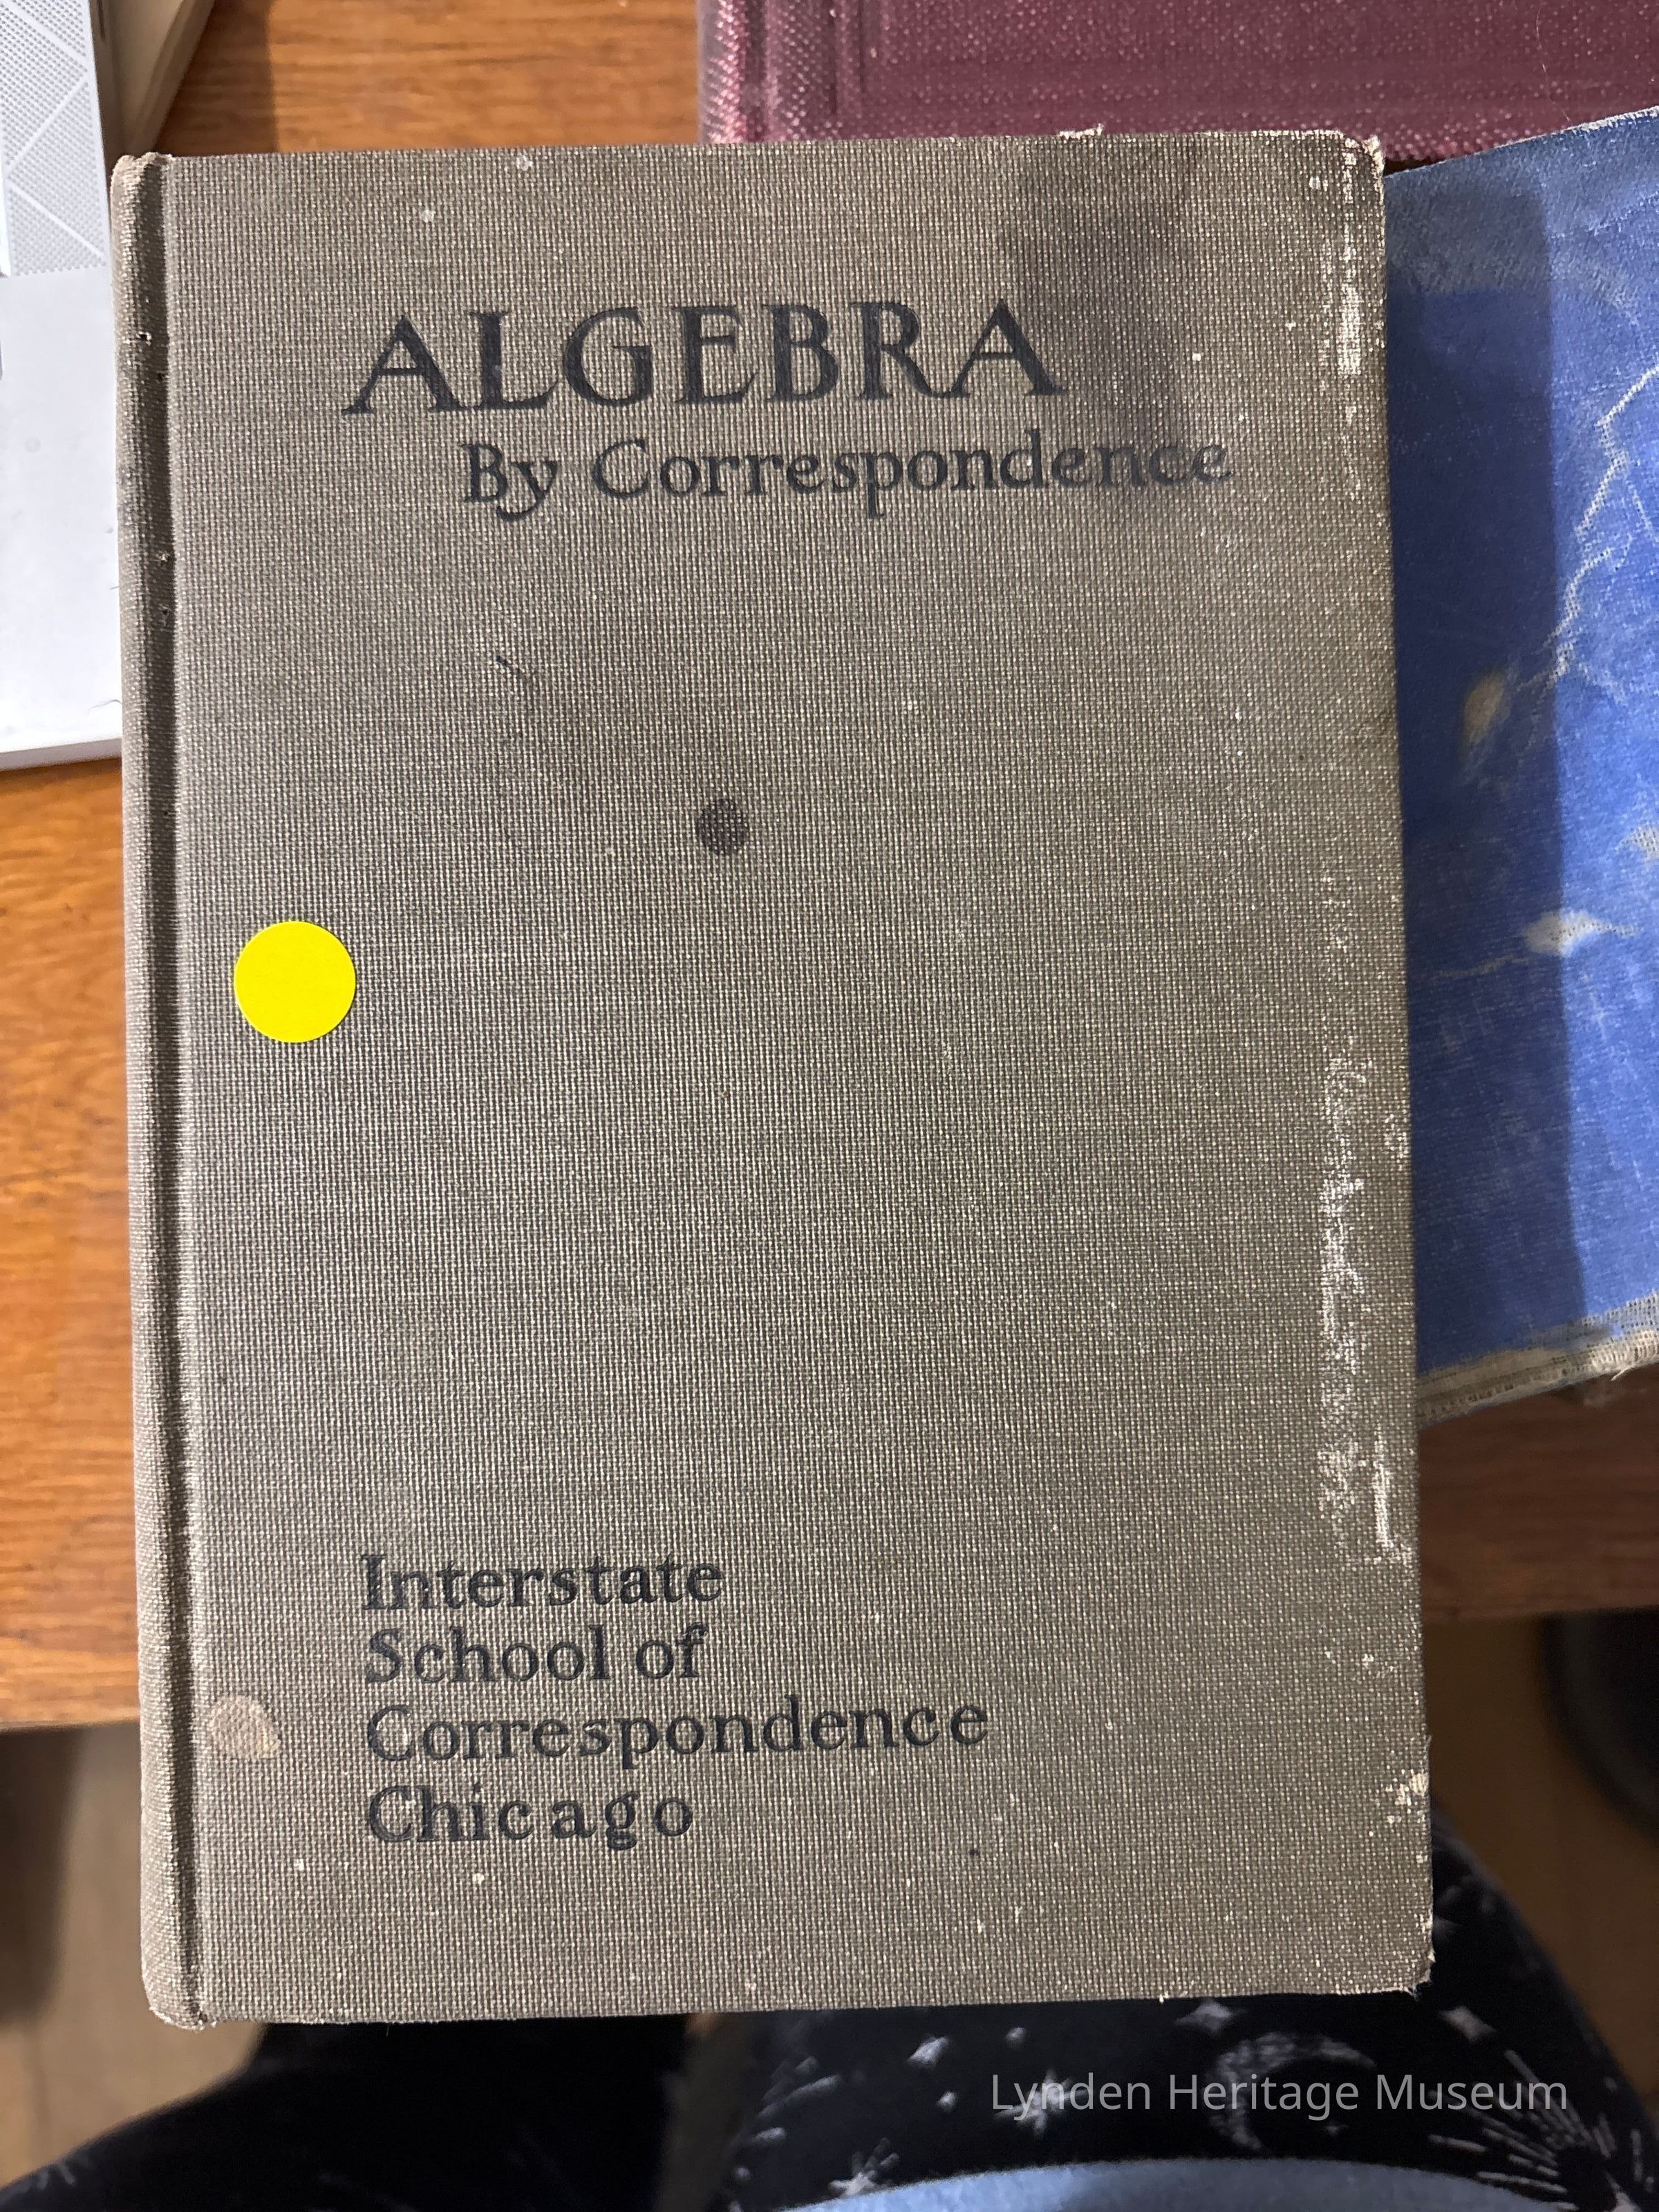 ALGEBRA
By Correspondence
Interstate
School of
Correspondence
Chicago
Lynden Heritage Museum